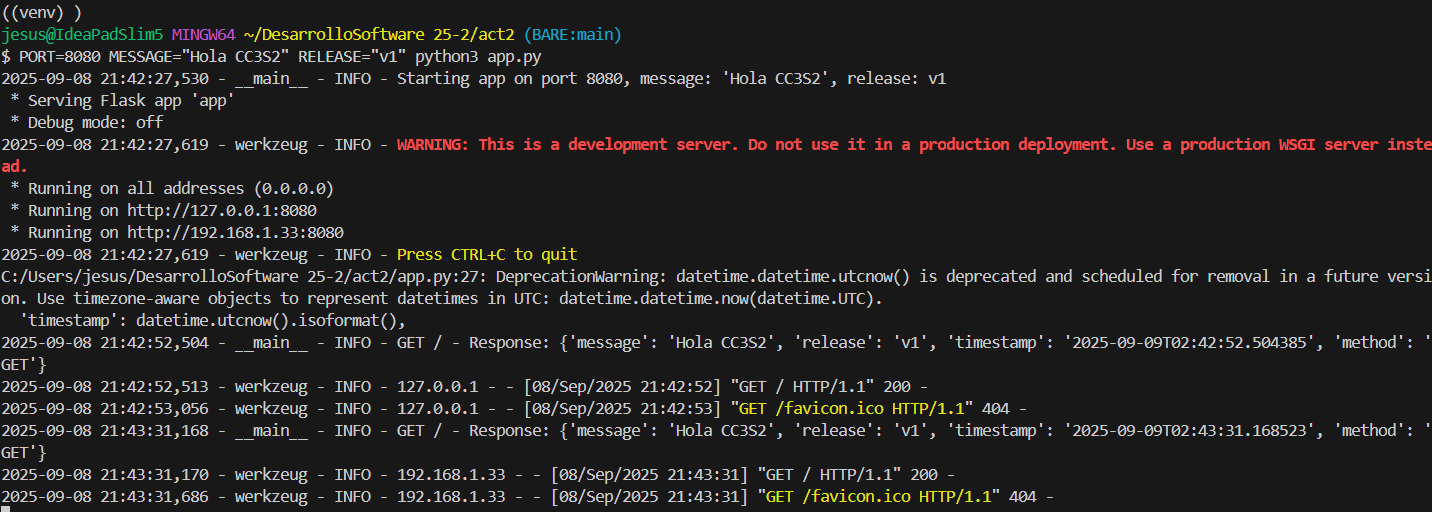 ((venv) )
jesus@IdeaPadSlim5 MINGW64 ~/DesarrolloSoftware 25-2/act2 (BARE:main)
$ PORT=8080 MESSAGE="Hola CC3S2" RELEASE="v1" python3 app.py
2025-09-08 21:42:27,530 - __main__ - INFO - Starting app on port 8080, message: 'Hola CC3S2', release: v1
 * Serving Flask app 'app'
 * Debug mode: off
2025-09-08 21:42:27,619 - werkzeug - INFO - WARNING: This is a development server. Do not use it in a production deployment. Use a production WSGI server inste
ad.
 * Running on all addresses (0.0.0.0)
 * Running on http://127.0.0.1:8080
 * Running on http://192.168.1.33:8080
2025-09-08 21:42:27,619 - werkzeug - INFO - Press CTRL+C to quit
C:/Users/jesus/DesarrolloSoftware 25-2/act2/app.py:27: DeprecationWarning: datetime.datetime.utcnow() is deprecated and scheduled for removal in a future versi
on. Use timezone-aware objects to represent datetimes in UTC: datetime.datetime.now(datetime.UTC).
  'timestamp': datetime.utcnow().isoformat(),
2025-09-08 21:42:52,504 - __main__ - INFO - GET / - Response: {'message': 'Hola CC3S2', 'release': 'v1', 'timestamp': '2025-09-09T02:42:52.504385', 'method': '
GET'}
2025-09-08 21:42:52,513 - werkzeug - INFO - 127.0.0.1 - - [08/Sep/2025 21:42:52] "GET / HTTP/1.1" 200 -
2025-09-08 21:42:53,056 - werkzeug - INFO - 127.0.0.1 - - [08/Sep/2025 21:42:53] "GET /favicon.ico HTTP/1.1" 404 -
2025-09-08 21:43:31,168 - __main__ - INFO - GET / - Response: {'message': 'Hola CC3S2', 'release': 'v1', 'timestamp': '2025-09-09T02:43:31.168523', 'method': '
GET'}
2025-09-08 21:43:31,170 - werkzeug - INFO - 192.168.1.33 - - [08/Sep/2025 21:43:31] "GET / HTTP/1.1" 200 -
2025-09-08 21:43:31,686 - werkzeug - INFO - 192.168.1.33 - - [08/Sep/2025 21:43:31] "GET /favicon.ico HTTP/1.1" 404 -